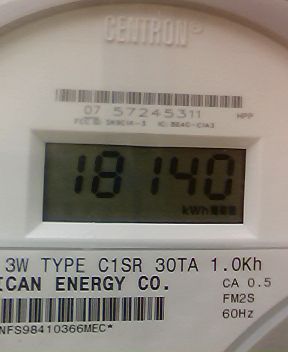 CENTRON®
07 57245311 HPP
18140
kWh
3W TYPE C1SR 30TA 1.0Kh
ICAN ENERGY CO. CA 0.5
FM2S
NFS98410366MEC* 60Hz